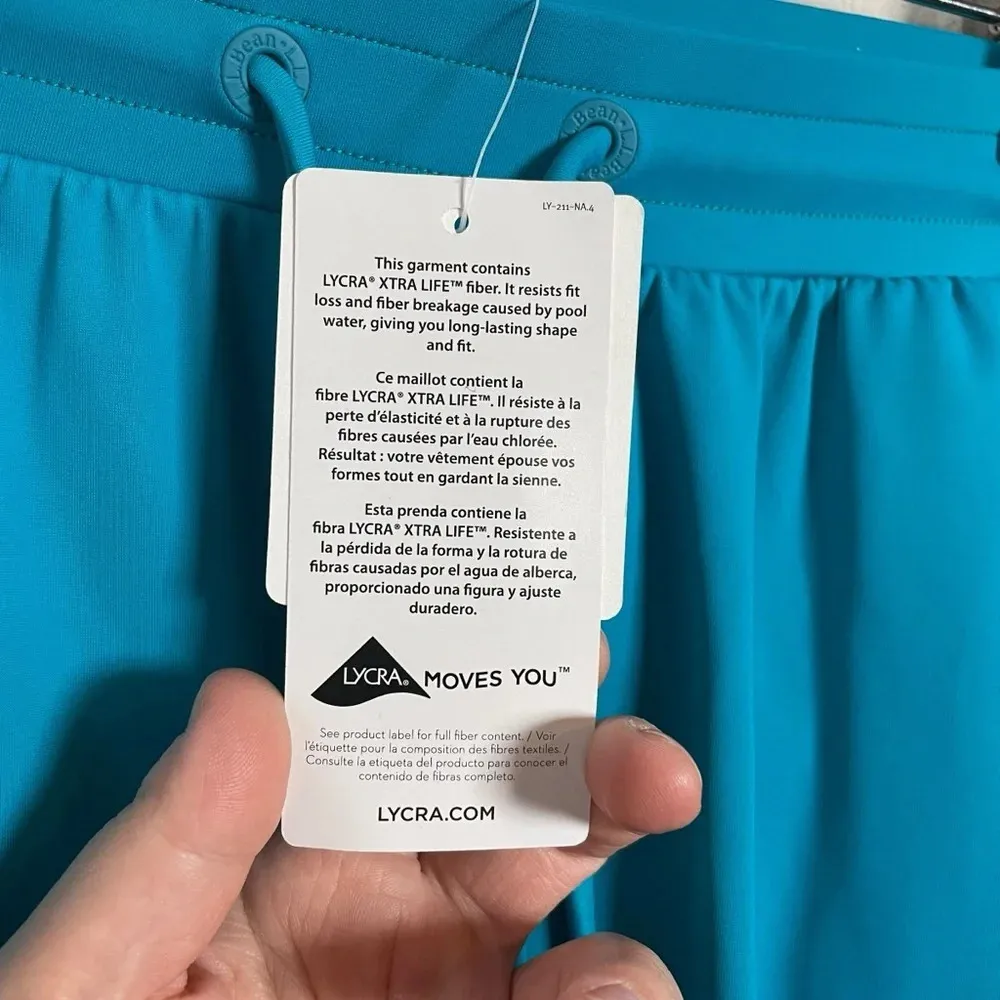 L.Bean•L.L
Bean•L.L.Bea
LY-211-NA.4
This garment contains
LYCRA® XTRA LIFE™ fiber. It resists fit
loss and fiber breakage caused by pool
water, giving you long-lasting shape
and fit.
Ce maillot contient la
fibre LYCRA® XTRA LIFE™. Il résiste à la
perte d'élasticité et à la rupture des
fibres causées par l'eau chlorée.
Résultat : votre vêtement épouse vos
formes tout en gardant la sienne.
Esta prenda contiene la
fibra LYCRA® XTRA LIFE™. Resistente a
la pérdida de la forma y la rotura de
fibras causadas por el agua de alberca,
proporcionado una figura y ajuste
duradero.
LYCRA® MOVES YOU™
See product label for full fiber content. / Voir
l'étiquette pour la composition des fibres textiles. /
Consulte la etiqueta del producto para conocer el
contenido de fibras completo.
LYCRA.COM